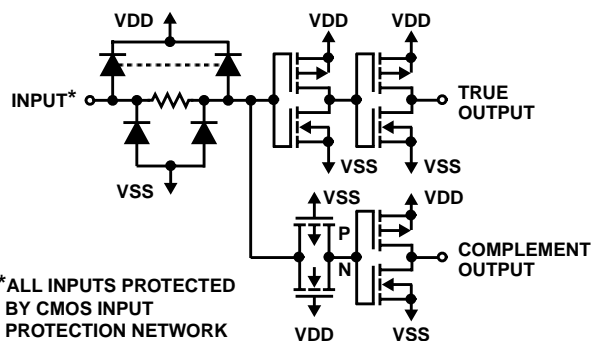 VDD
VDD
VDD
INPUT*
TRUE
OUTPUT
VSS
VSS
VSS
VSS
VDD
P
N
COMPLEMENT
OUTPUT
*ALL INPUTS PROTECTED
BY CMOS INPUT
PROTECTION NETWORK
VDD
VSS